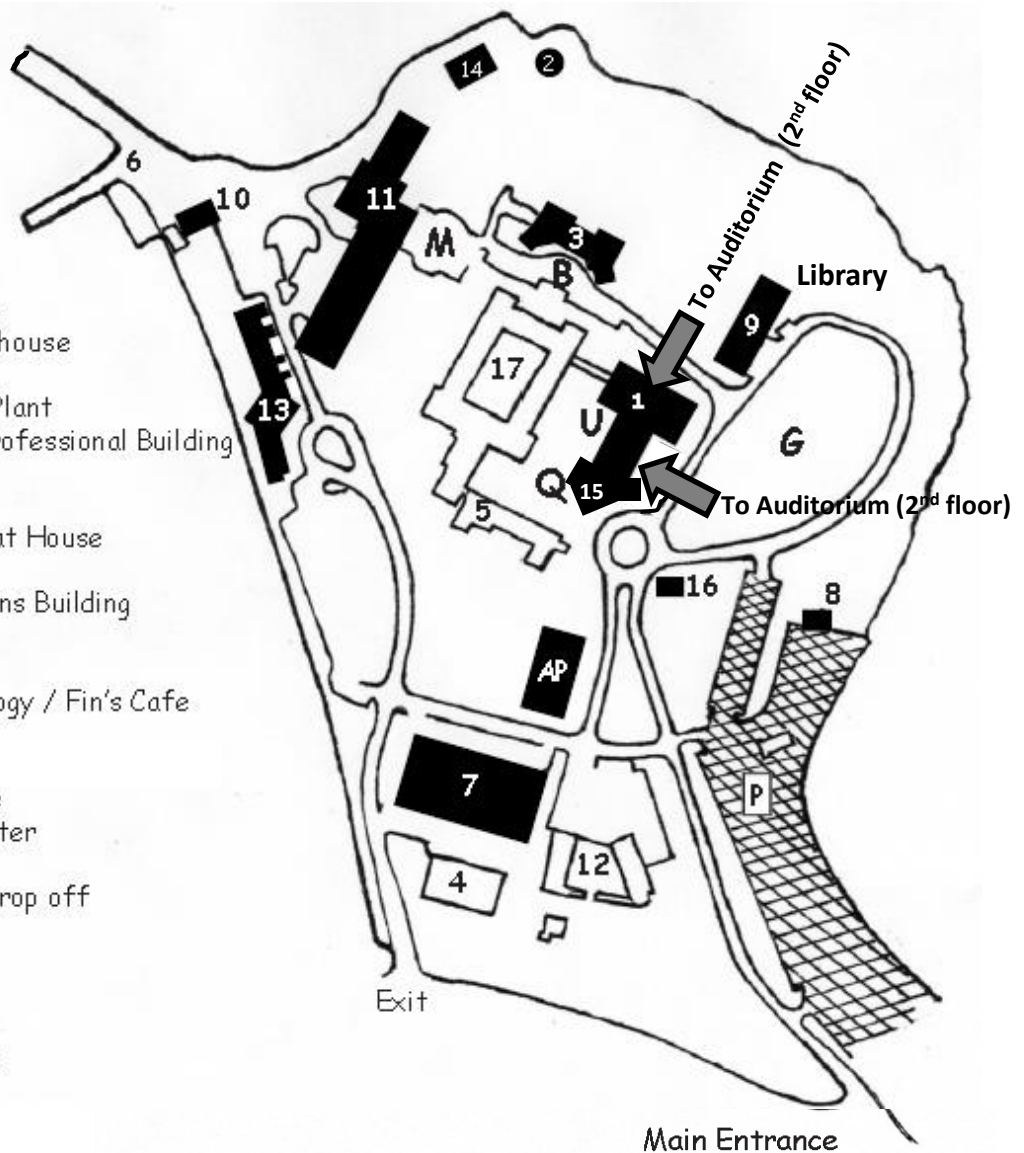 14
2
To Auditorium (2nd floor)
6
10
11
M
3
B
Library
9
house
17
1
Plant
13
U
G
ofessional Building
Q
15
5
To Auditorium (2nd floor)
at House
16
8
ns Building
AP
ogy / Fin's Cafe
7
P
ter
12
4
rop off
Exit
Main Entrance